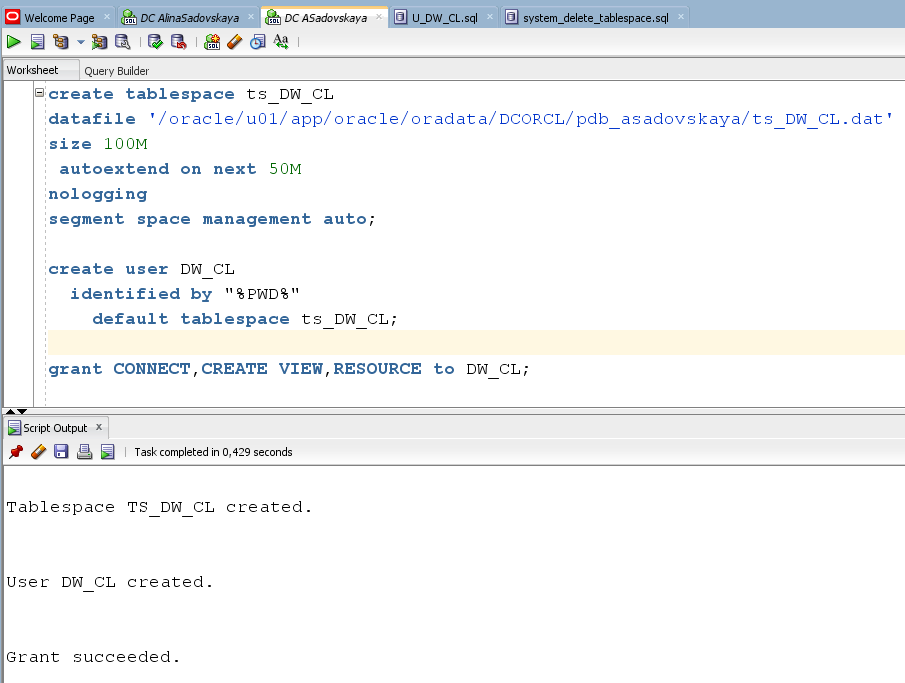 Welcome Page × DC AlinaSadovskaya × DC ASadovskaya × U_DW_CL.sql × system_delete_tablespace.sql ×
Worksheet Query Builder
create tablespace ts_DW_CL
datafile '/oracle/u01/app/oracle/oradata/DCORCL/pdb_asadovskaya/ts_DW_CL.dat'
size 100M
autoextend on next 50M
nologging
segment space management auto;
create user DW_CL
identified by "%PWD%"
default tablespace ts_DW_CL;
grant CONNECT,CREATE VIEW,RESOURCE to DW_CL;
Script Output ×
Task completed in 0,429 seconds
Tablespace TS_DW_CL created.
User DW_CL created.
Grant succeeded.